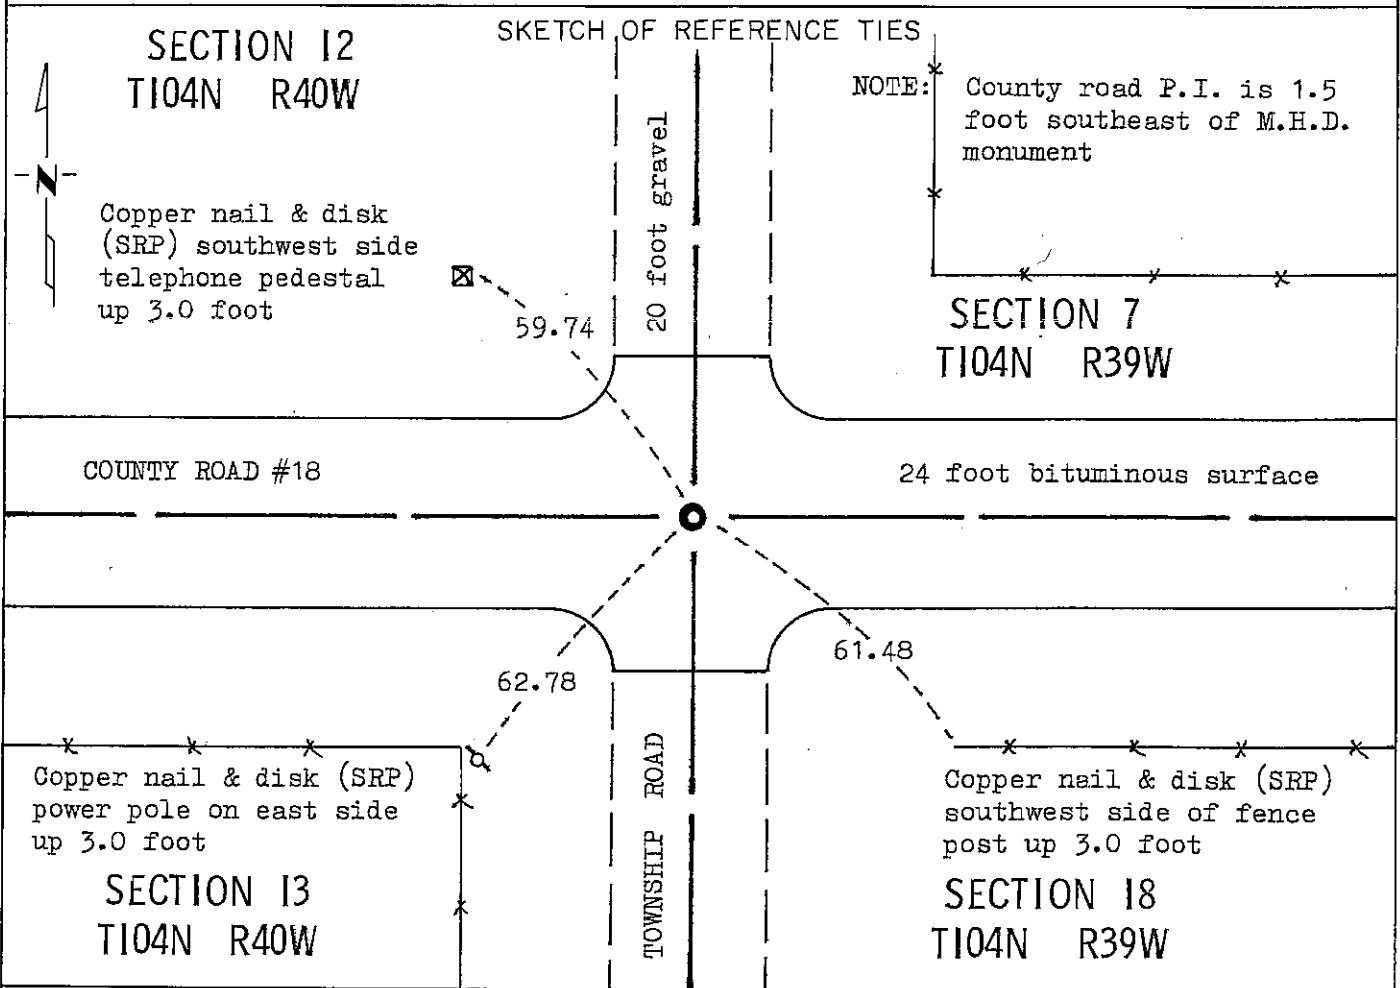 SKETCH OF REFERENCE TIES
SECTION 12
T104N R40W
N
Copper nail & disk
(SRP) southwest side
telephone pedestal
up 3.0 foot
59.74
20 foot gravel
NOTE: County road P.I. is 1.5
foot southeast of M.H.D.
monument
SECTION 7
T104N R39W
COUNTY ROAD #18
24 foot bituminous surface
62.78
61.48
Copper nail & disk (SRP)
power pole on east side
up 3.0 foot
SECTION 13
T104N R40W
TOWNSHIP ROAD
Copper nail & disk (SRP)
southwest side of fence
post up 3.0 foot
SECTION 18
T104N R39W